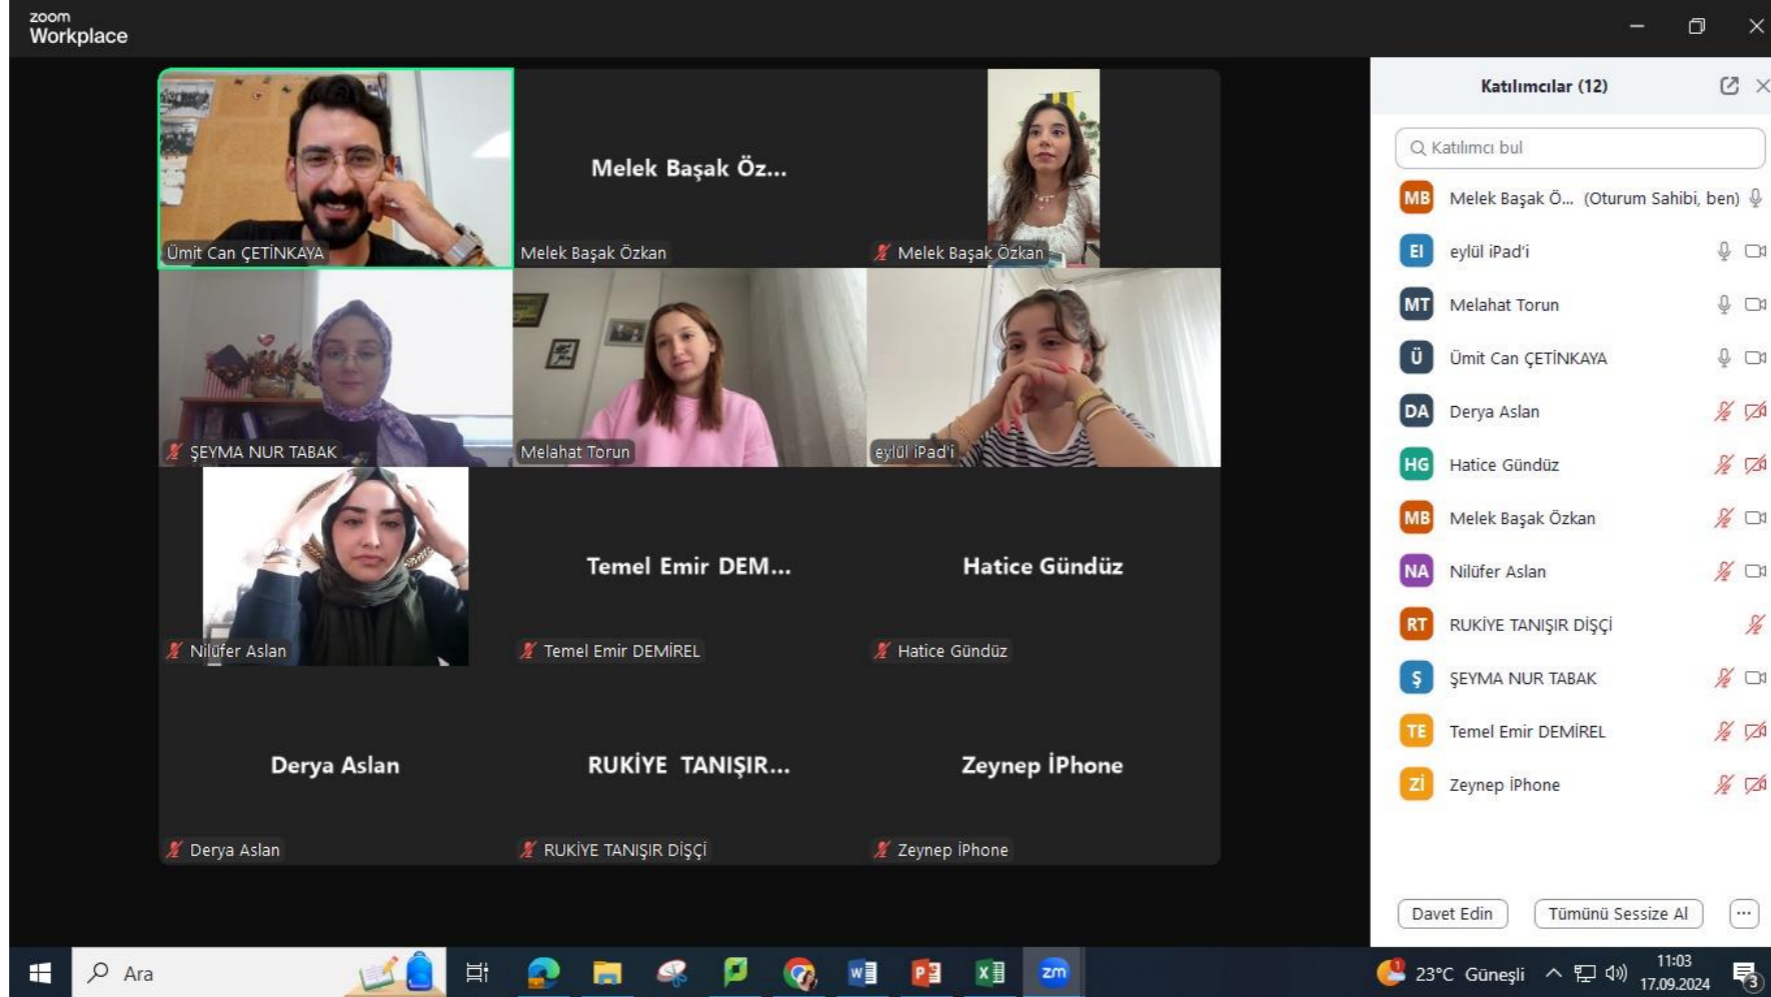 zoom
Workplace
Ümit Can ÇETİNKAYA
Melek Başak Öz...
Melek Başak Özkan
Melek Başak Özkan
ŞEYMA NUR TABAK
Melahat Torun
eylül iPad'i
Nilüfer Aslan
Temel Emir DEM...
Temel Emir DEMİREL
Hatice Gündüz
Hatice Gündüz
Derya Aslan
Derya Aslan
RUKİYE TANIŞIR...
RUKİYE TANIŞIR DİŞÇİ
Zeynep İPhone
Zeynep İPhone
Katılımcılar (12)
Katılımcı bul
MB Melek Başak Ö... (Oturum Sahibi, ben)
EI eylül iPad'i
MT Melahat Torun
Ü Ümit Can ÇETİNKAYA
DA Derya Aslan
HG Hatice Gündüz
MB Melek Başak Özkan
NA Nilüfer Aslan
RT RUKİYE TANIŞIR DİŞÇİ
Ş ŞEYMA NUR TABAK
TE Temel Emir DEMİREL
Zİ Zeynep İPhone
Davet Edin Tümünü Sessize Al
Ara
zm
1
23°C Güneşli
11:03
17.09.2024
3